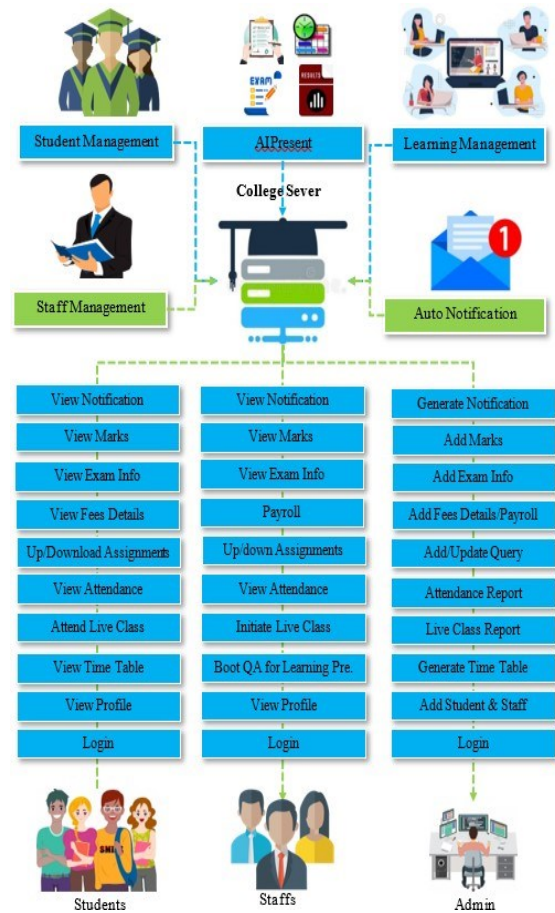 EXAM
RESULTS
Student Management
AIPresent
Learning Management
College Sever
1
Staff Management
Auto Notification
View Notification
View Marks
View Exam Info
View Fees Details
Up/Download Assignments
View Attendance
Attend Live Class
View Time Table
View Profile
Login
Students
View Notification
View Marks
View Exam Info
Payroll
Up/down Assignments
View Attendance
Initiate Live Class
Boot QA for Learning Pre.
View Profile
Login
Staffs
Generate Notification
Add Marks
Add Exam Info
Add Fees Details/Payroll
Add/Update Query
Attendance Report
Live Class Report
Generate Time Table
Add Student & Staff
Login
Admin